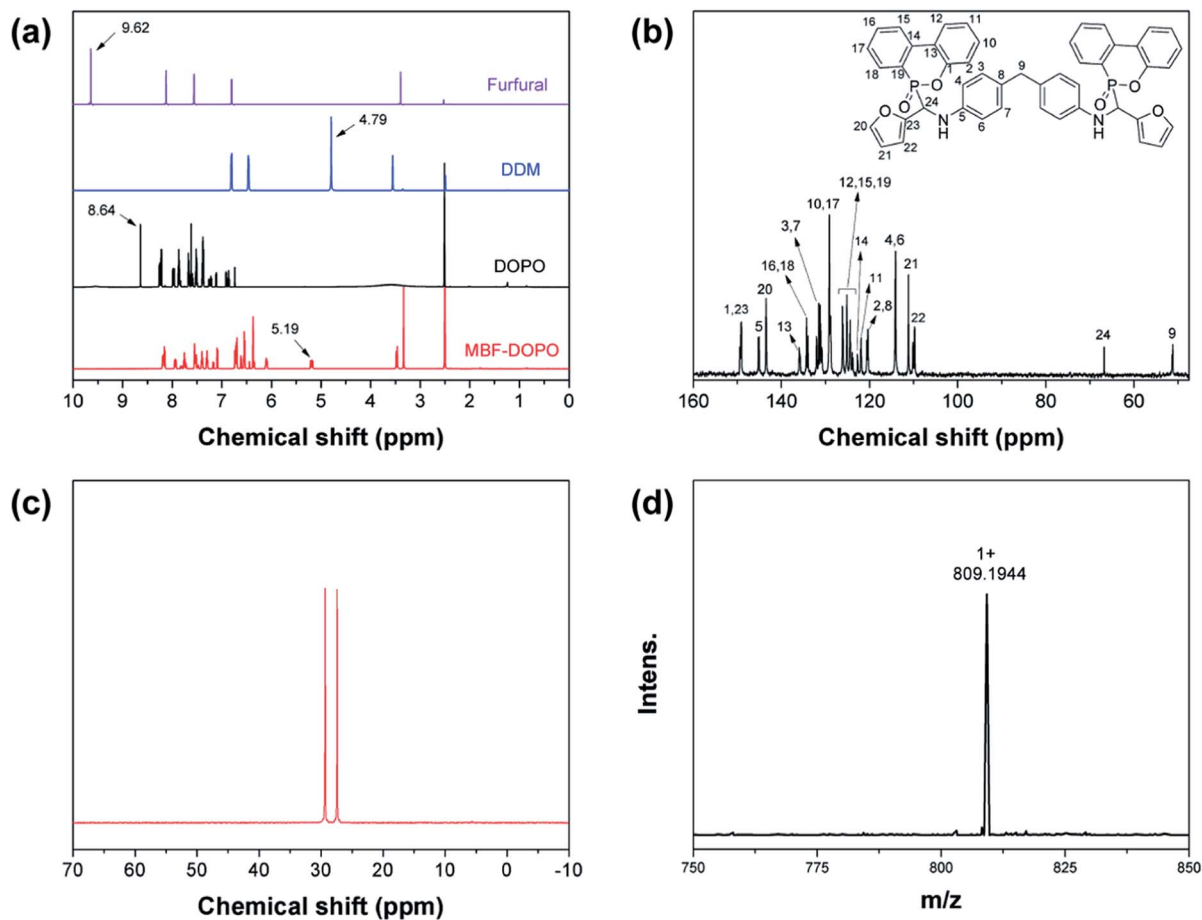 (a)
9.62
Furfural
4.79
DDM
8.64
DOPO
5.19
MBF-DOPO
10 9 8 7 6 5 4 3 2 1 0
Chemical shift (ppm)
(b)
16 15 12 11
17 14 13 10
18 19 1 2 3 9
4 8
P O
O 24 5 7
O 23 N H 6
20 22
21
P O
O
N H O
12,15,19
10,17
3,7 14 4,6
16,18 11 21
20 2,8
1,23 22
5 13 24 9
160 140 120 100 80 60
Chemical shift (ppm)
(c)
70 60 50 40 30 20 10 0 -10
Chemical shift (ppm)
(d)
1+
809.1944
Intens.
750 775 800 825 850
m/z